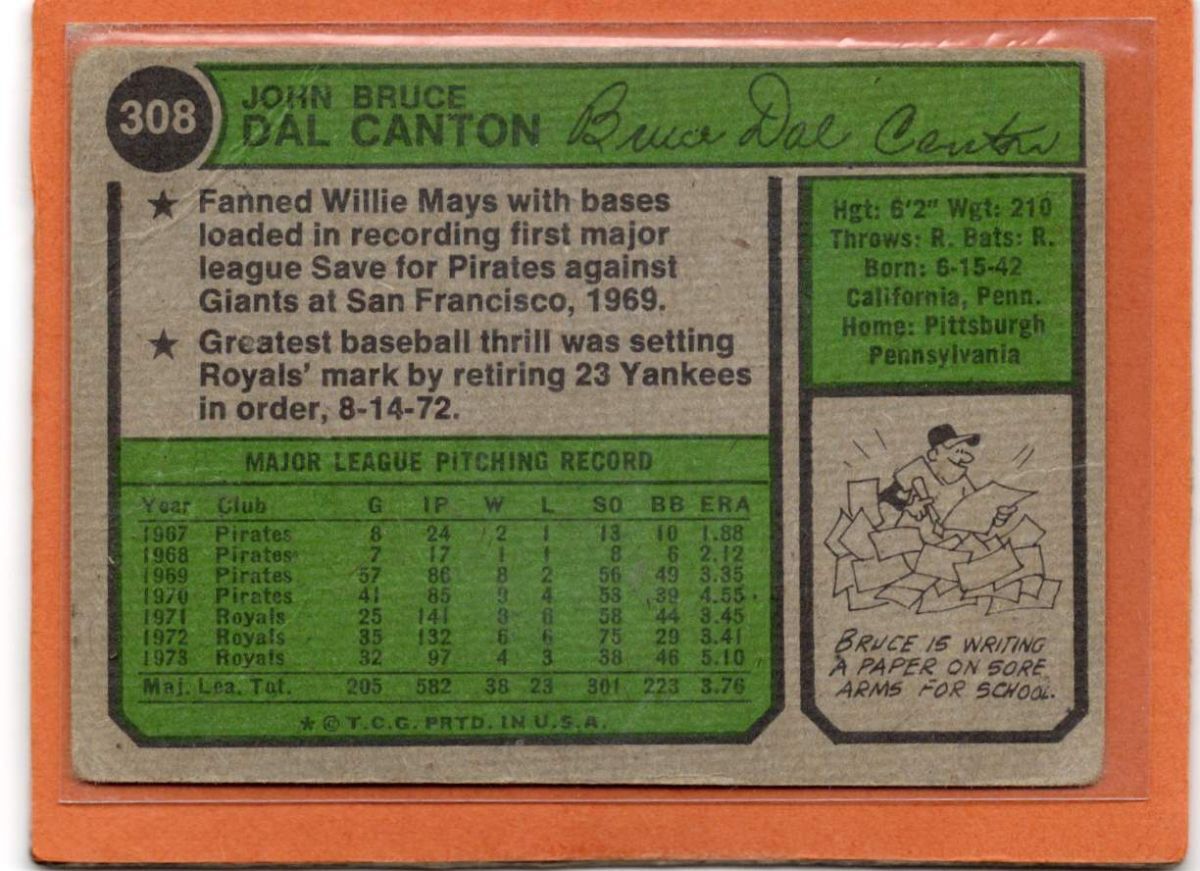 308
JOHN BRUCE
DAL CANTON
Bruce Dal Canton
★ Fanned Willie Mays with bases
loaded in recording first major
league Save for Pirates against
Giants at San Francisco, 1969.
★ Greatest baseball thrill was setting
Royals' mark by retiring 23 Yankees
in order, 8-14-72.
MAJOR LEAGUE PITCHING RECORD
Year Club G IP W L SO BB ERA
1967 Pirates 8 24 2 1 13 10 1.88
1968 Pirates 7 17 1 1 8 6 2.12
1969 Pirates 57 86 8 2 56 49 3.35
1970 Pirates 41 85 9 4 53 39 4.55
1971 Royals 25 141 8 6 58 44 3.45
1972 Royals 35 132 6 6 75 29 3.41
1973 Royals 32 97 4 3 38 46 5.10
Maj. Lea. Tot. 205 582 38 23 301 223 3.76
* © T.C.G. PRTD. IN U.S.A.
Hgt: 6'2" Wgt: 210
Throws: R. Bats: R.
Born: 6-15-42
California, Penn.
Home: Pittsburgh
Pennsylvania
BRUCE IS WRITING
A PAPER ON SORE
ARMS FOR SCHOOL.